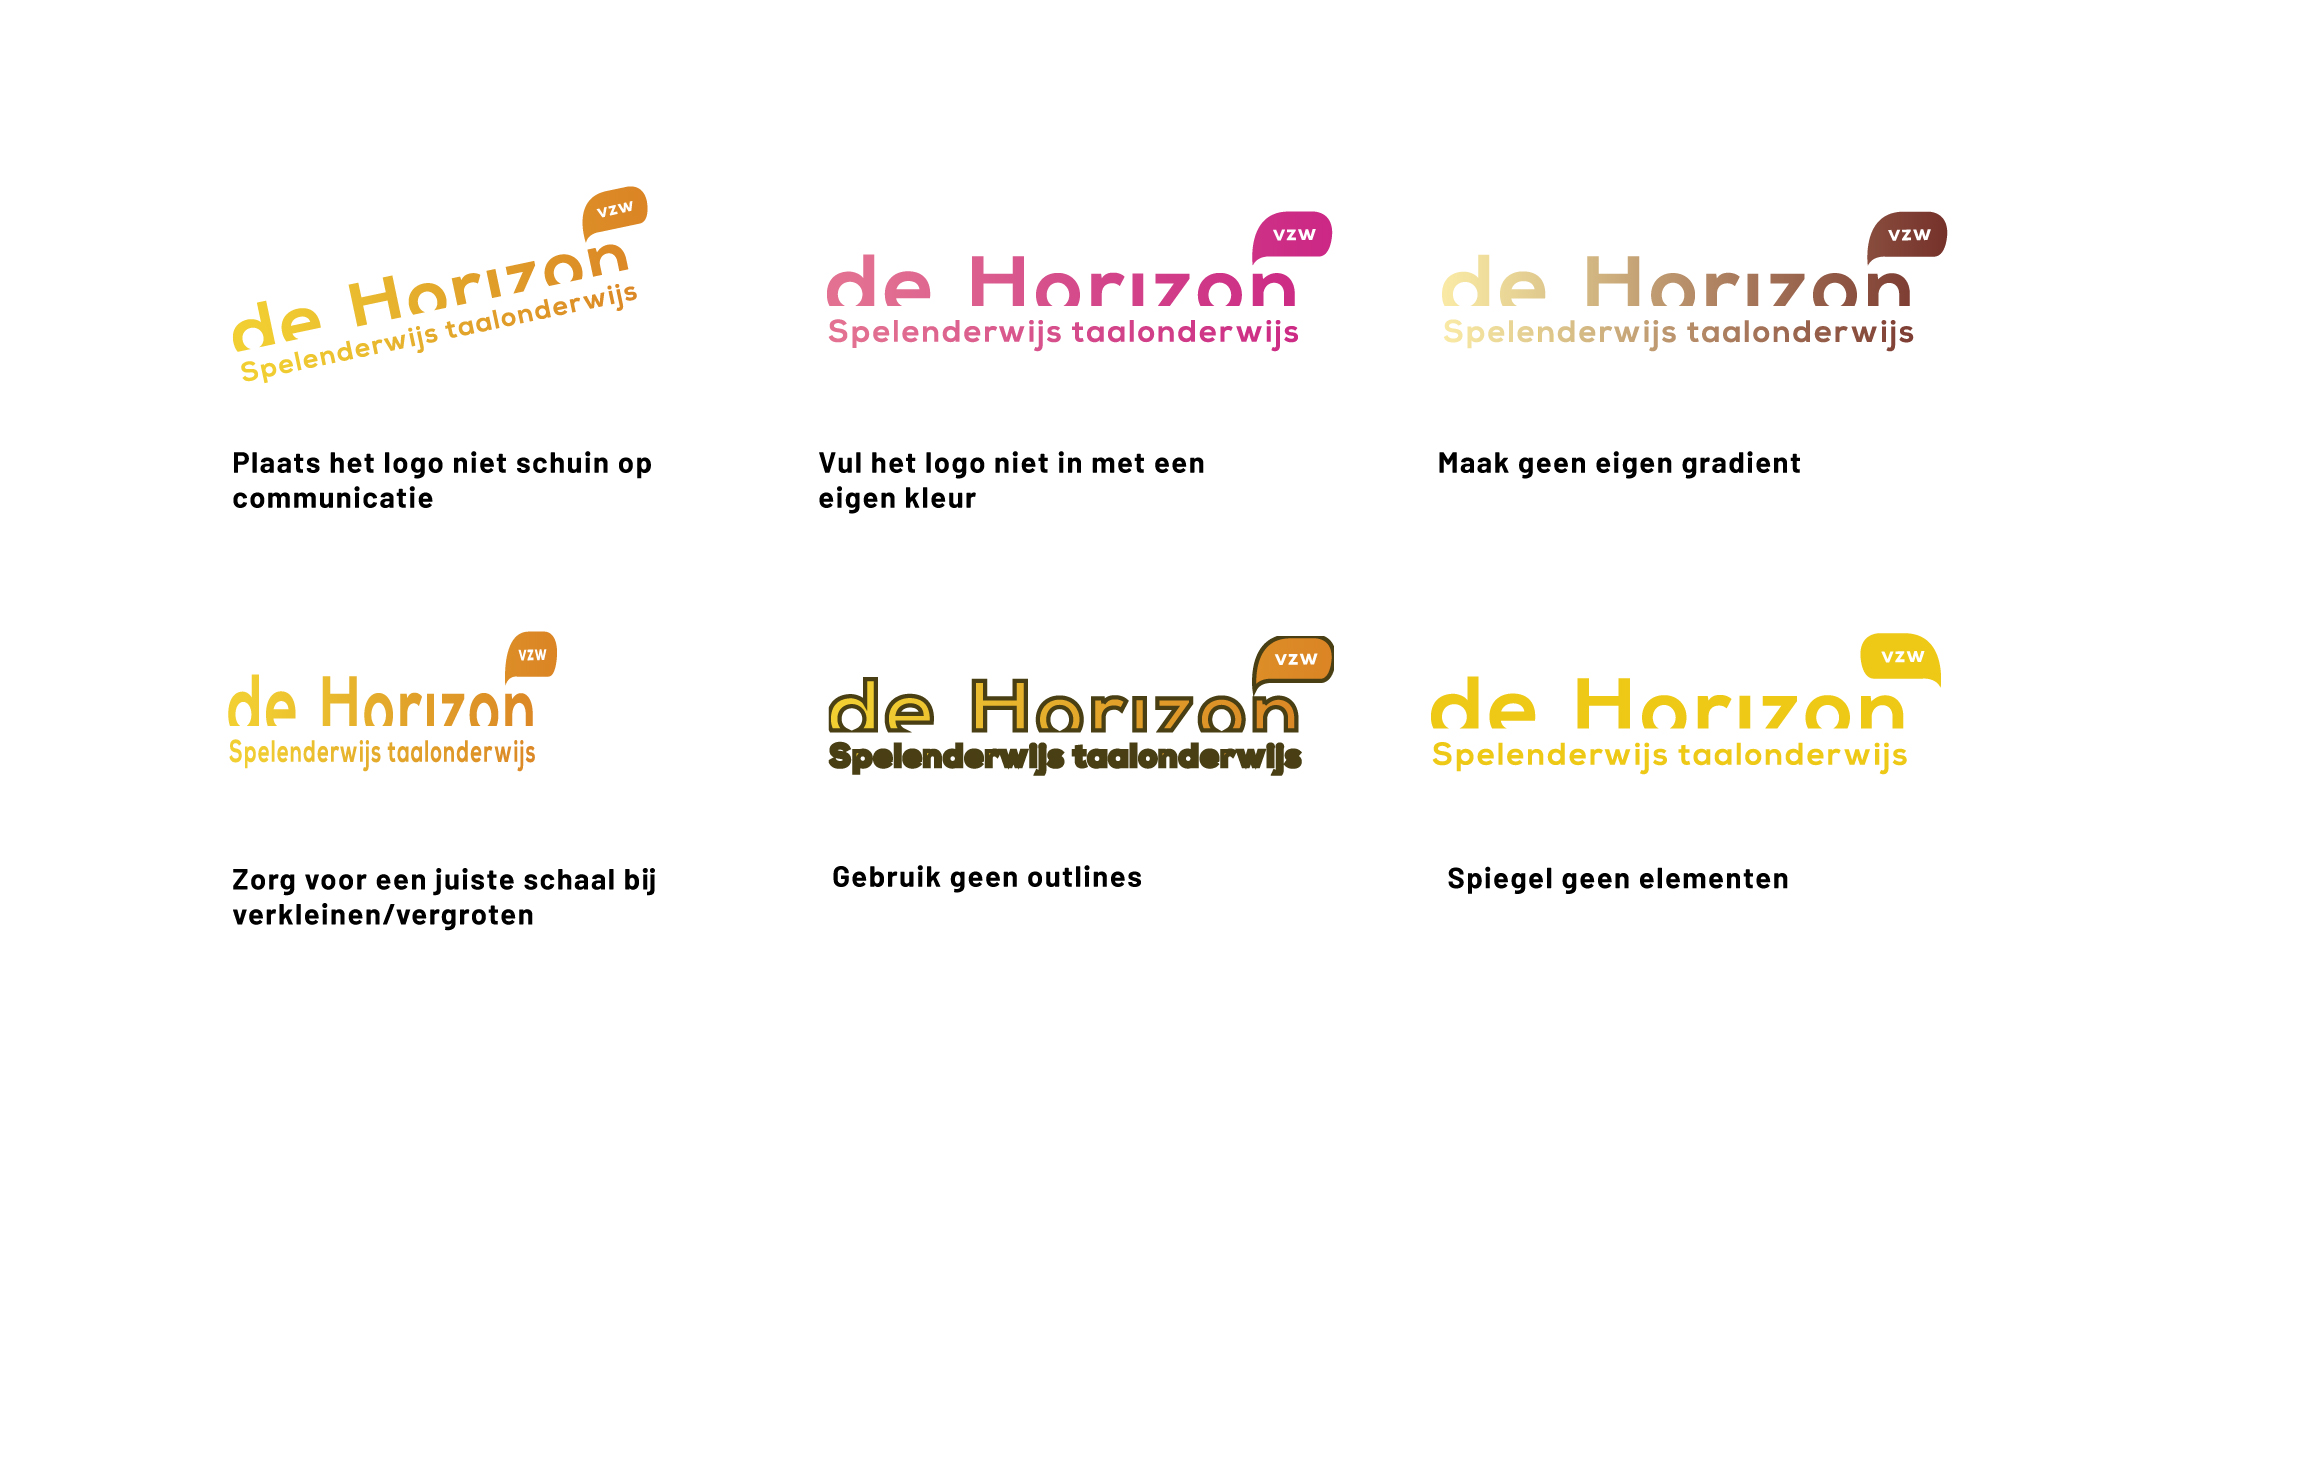 vzw
de Horizon
Spelenderwijs taalonderwijs
Plaats het logo niet schuin op
communicatie
vzw
de Horizon
Spelenderwijs taalonderwijs
Vul het logo niet in met een
eigen kleur
vzw
de Horizon
Spelenderwijs taalonderwijs
Maak geen eigen gradient
vzw
de Horizon
Spelenderwijs taalonderwijs
Zorg voor een juiste schaal bij
verkleinen/vergroten
vzw
de Horizon
Spelenderwijs taalonderwijs
Gebruik geen outlines
vzw
de Horizon
Spelenderwijs taalonderwijs
Spiegel geen elementen